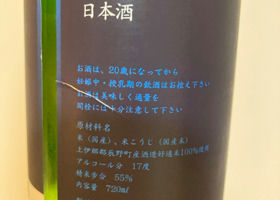 日本酒
お酒は、20歳になってから
妊娠中・授乳期の飲酒はお控え下さい
お酒は美味しく適量を
開栓には十分注意して下さい
原材料名
米(国産)、米こうじ(国産米)
上伊那郡辰野町産酒造好適米100%使用
アルコール分 17度
精米歩合 55%
内容量 720ml